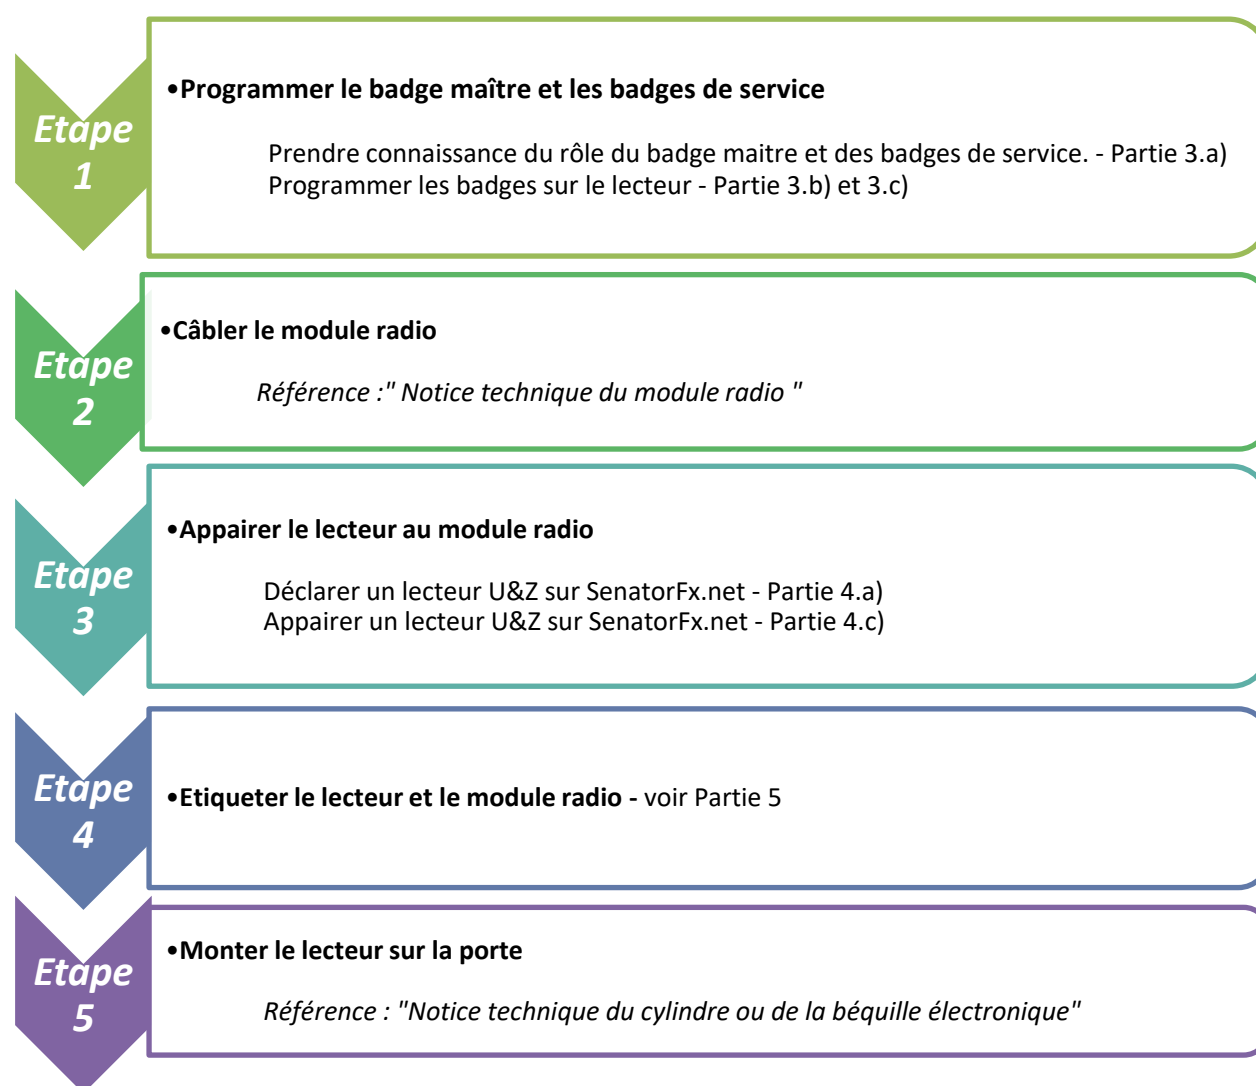 Etape
1
•Programmer le badge maître et les badges de service
Prendre connaissance du rôle du badge maitre et des badges de service. - Partie 3.a)
Programmer les badges sur le lecteur - Partie 3.b) et 3.c)
Etape
2
•Câbler le module radio
Référence :" Notice technique du module radio "
Etape
3
•Appairer le lecteur au module radio
Déclarer un lecteur U&Z sur SenatorFx.net - Partie 4.a)
Appairer un lecteur U&Z sur SenatorFx.net - Partie 4.c)
Etape
4
•Etiqueter le lecteur et le module radio - voir Partie 5
Etape
5
•Monter le lecteur sur la porte
Référence : "Notice technique du cylindre ou de la béquille électronique"